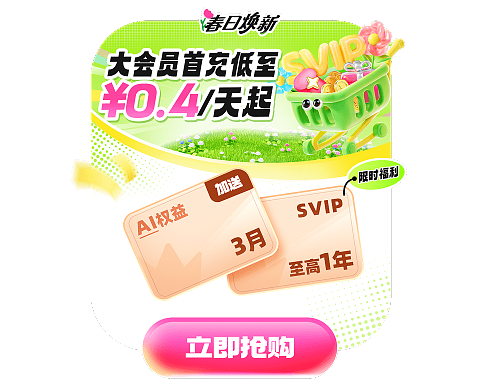 春日焕新
SVIP
大会员首充低至
¥0.4/天起
限时福利
加送
AI权益
3月
SVIP
至高1年
立即抢购